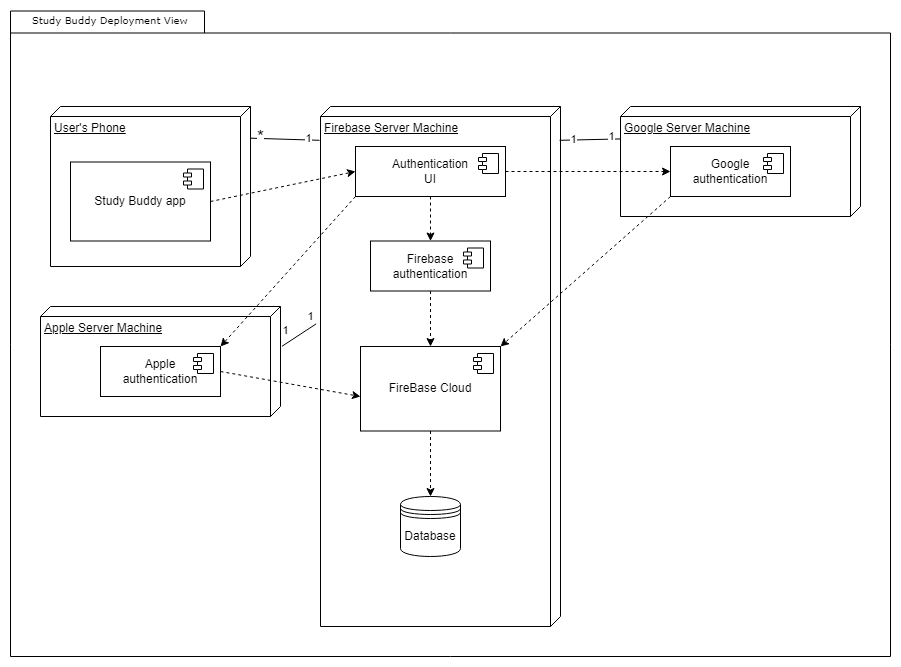 Study Buddy Deployment View
User's Phone
*
1
Firebase Server Machine
1
1
Google Server Machine
Study Buddy app
Authentication
UI
Google
authentication
Firebase
authentication
Apple Server Machine
1
1
Apple
authentication
FireBase Cloud
Database